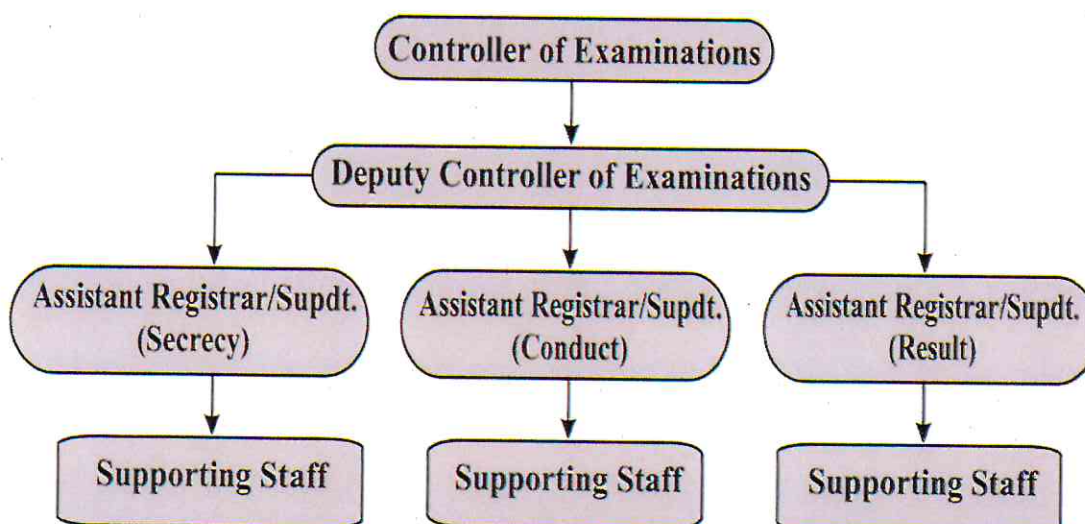 Controller of Examinations
Deputy Controller of Examinations
Assistant Registrar/Supdt.
(Secrecy)
Assistant Registrar/Supdt.
(Conduct)
Assistant Registrar/Supdt.
(Result)
Supporting Staff
Supporting Staff
Supporting Staff